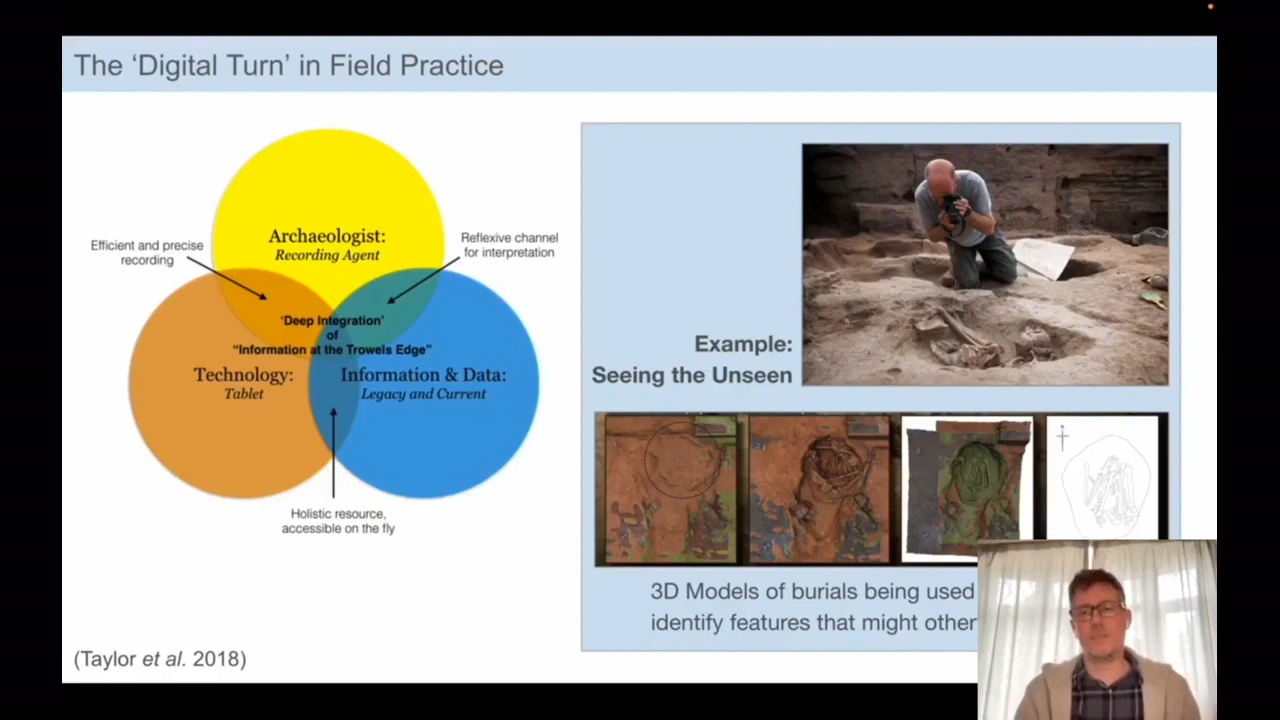 The ‘Digital Turn’ in Field Practice
Archaeologist:
Recording Agent
Efficient and precise
recording
Reflexive channel
for interpretation
‘Deep Integration’
of
“Information at the Trowels Edge”
Technology:
Tablet
Information & Data:
Legacy and Current
Holistic resource,
accessible on the fly
(Taylor et al. 2018)
Example:
Seeing the Unseen
N
3D Models of burials being used
identify features that might other